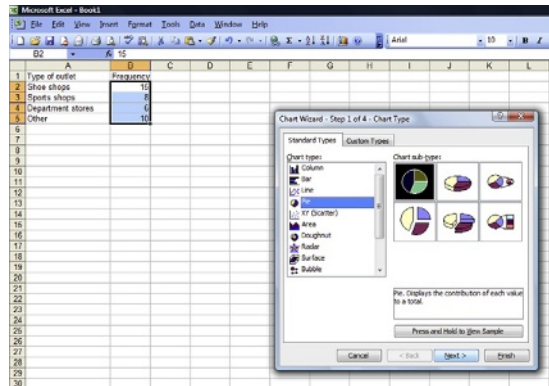 Microsoft Excel - Book1
File Edit View Insert Format Tools Data Window Help
Arial 10 B I
B2 fx 15
A B C D E F G H I J K L
1 Type of outlet Frequency
2 Shoe shops 15
3 Sports shops 8
4 Department stores 6
5 Other 10
6
7
8
9
10
11
12
13
14
15
16
17
18
19
20
21
22
23
24
25
26
27
28
29
30
Chart Wizard - Step 1 of 4 - Chart Type
Standard Types Custom Types
Chart type: Chart sub-type:
Column
Bar
Line
Pie
XY (Scatter)
Area
Doughnut
Radar
Surface
Bubble
Pie. Displays the contribution of each value
to a total.
Press and Hold to View Sample
Cancel < Back Next > Finish